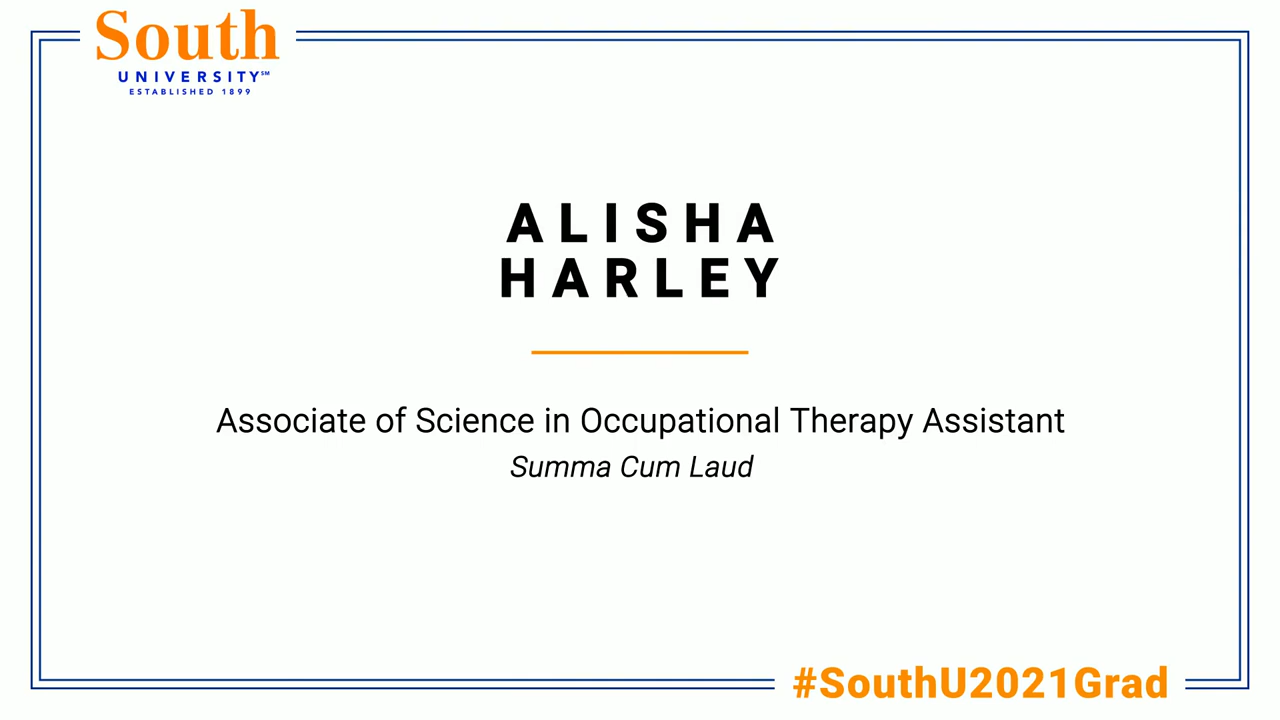 South
UNIVERSITY℠
ESTABLISHED 1899
ALISHA
HARLEY
Associate of Science in Occupational Therapy Assistant
Summa Cum Laud
#SouthU2021Grad